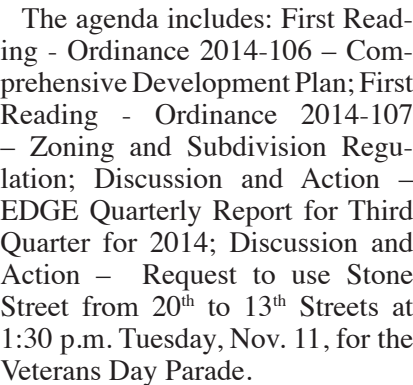 The agenda includes: First Read-
ing - Ordinance 2014-106 – Com-
prehensive Development Plan; First
Reading - Ordinance 2014-107
– Zoning and Subdivision Regu-
lation; Discussion and Action –
EDGE Quarterly Report for Third
Quarter for 2014; Discussion and
Action – Request to use Stone
Street from 20th to 13th Streets at
1:30 p.m. Tuesday, Nov. 11, for the
Veterans Day Parade.